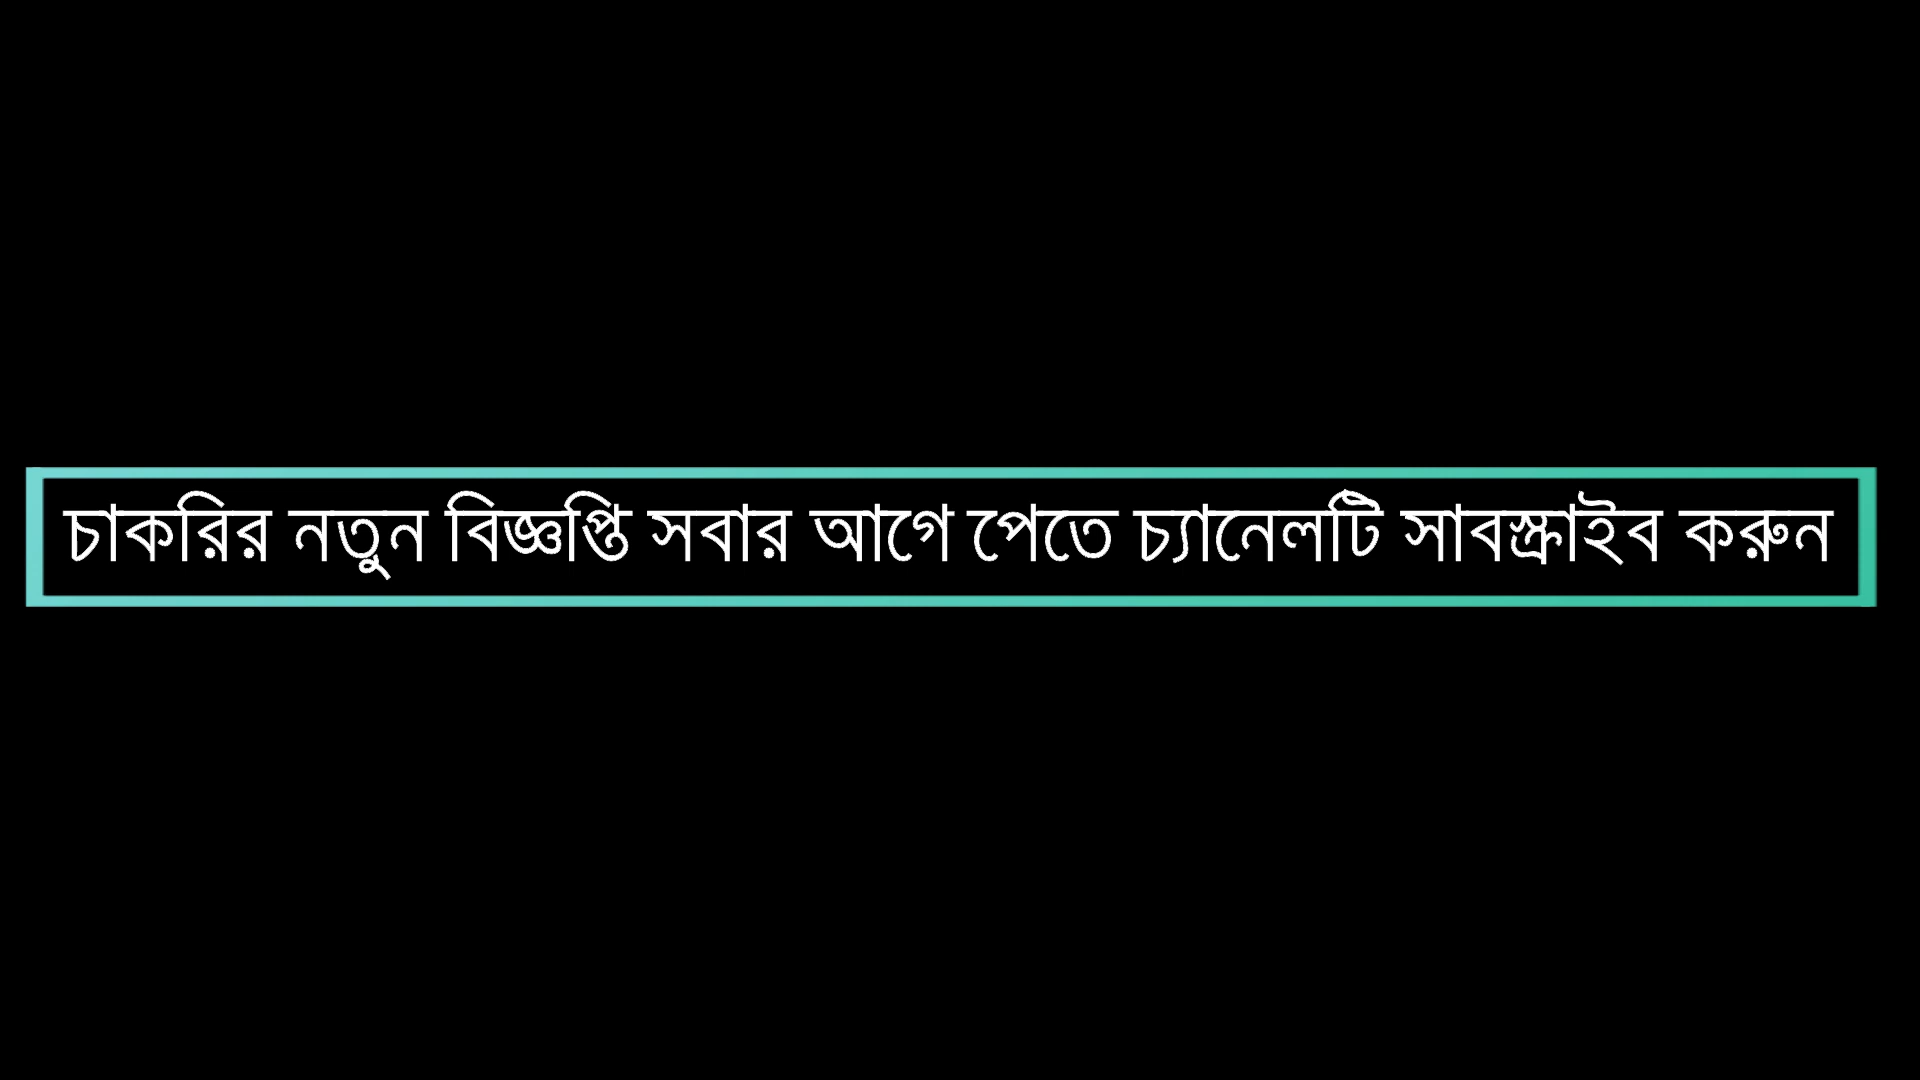 চাকরির নতুন বিজ্ঞপ্তি সবার আগে পেতে চ্যানেলটি সাবস্ক্রাইব করুন